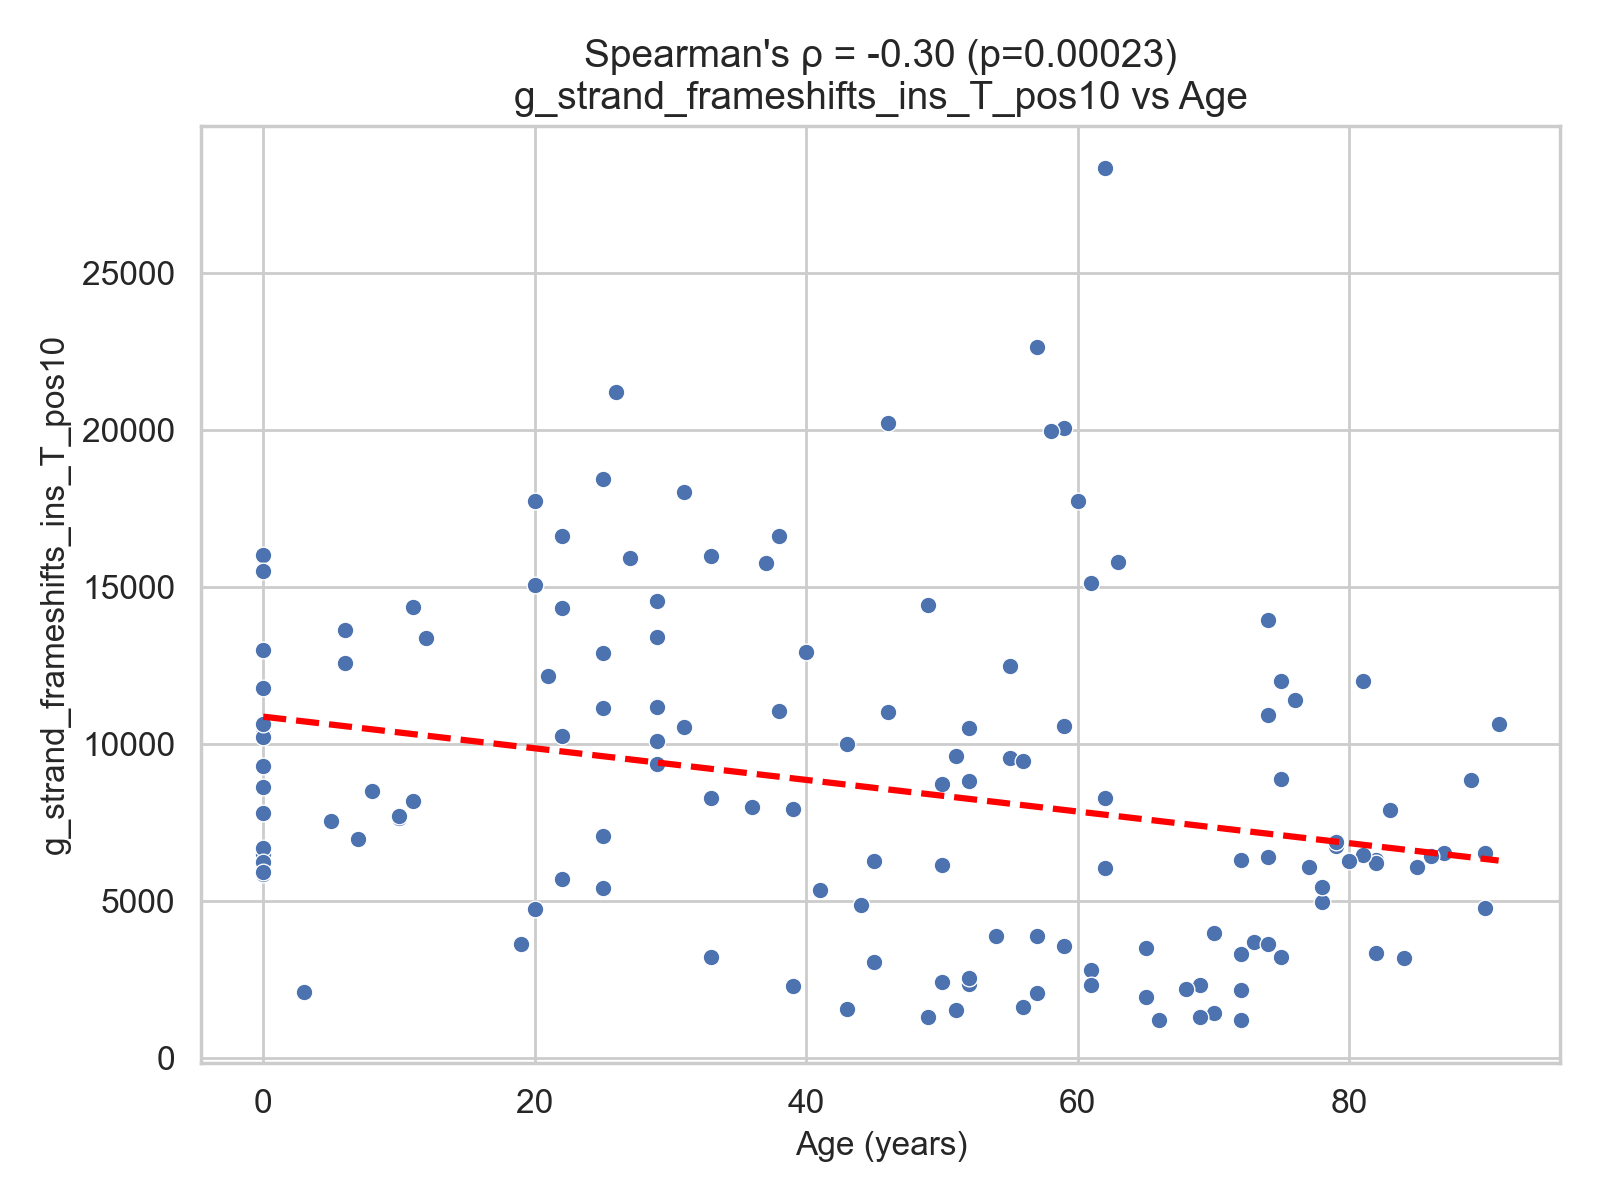 Spearman's ρ = -0.30 (p=0.00023)
g_strand_frameshifts_ins_T_pos10 vs Age
g_strand_frameshifts_ins_T_pos10
25000
20000
15000
10000
5000
0
0 20 40 60 80
Age (years)